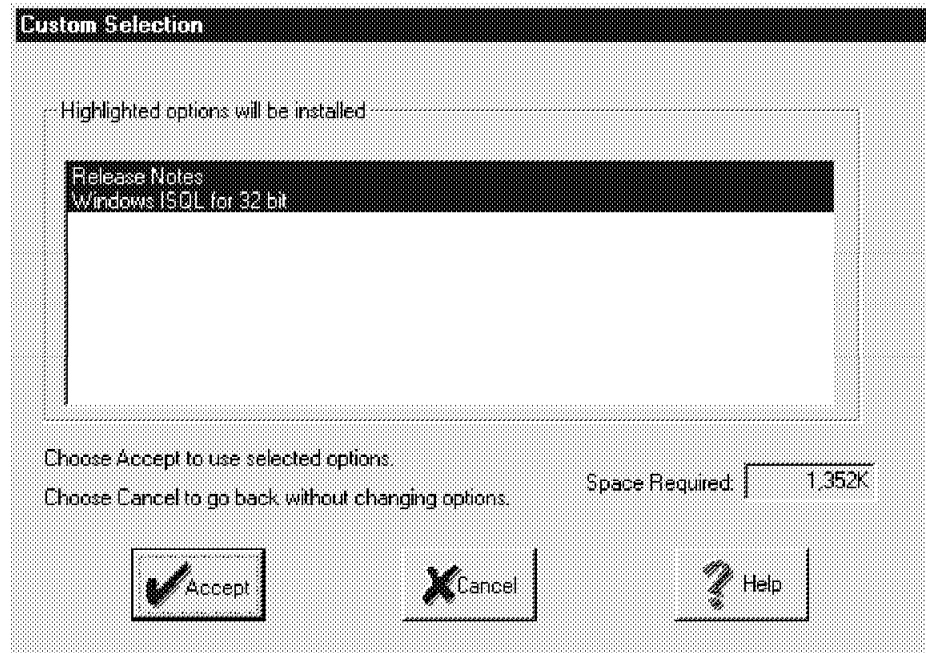 Custom Selection
Highlighted options will be installed
Release Notes
Windows ISQL for 32 bit
Choose Accept to use selected options.
Choose Cancel to go back without changing options.
Space Required:
1,352K
Accept
Cancel
Help